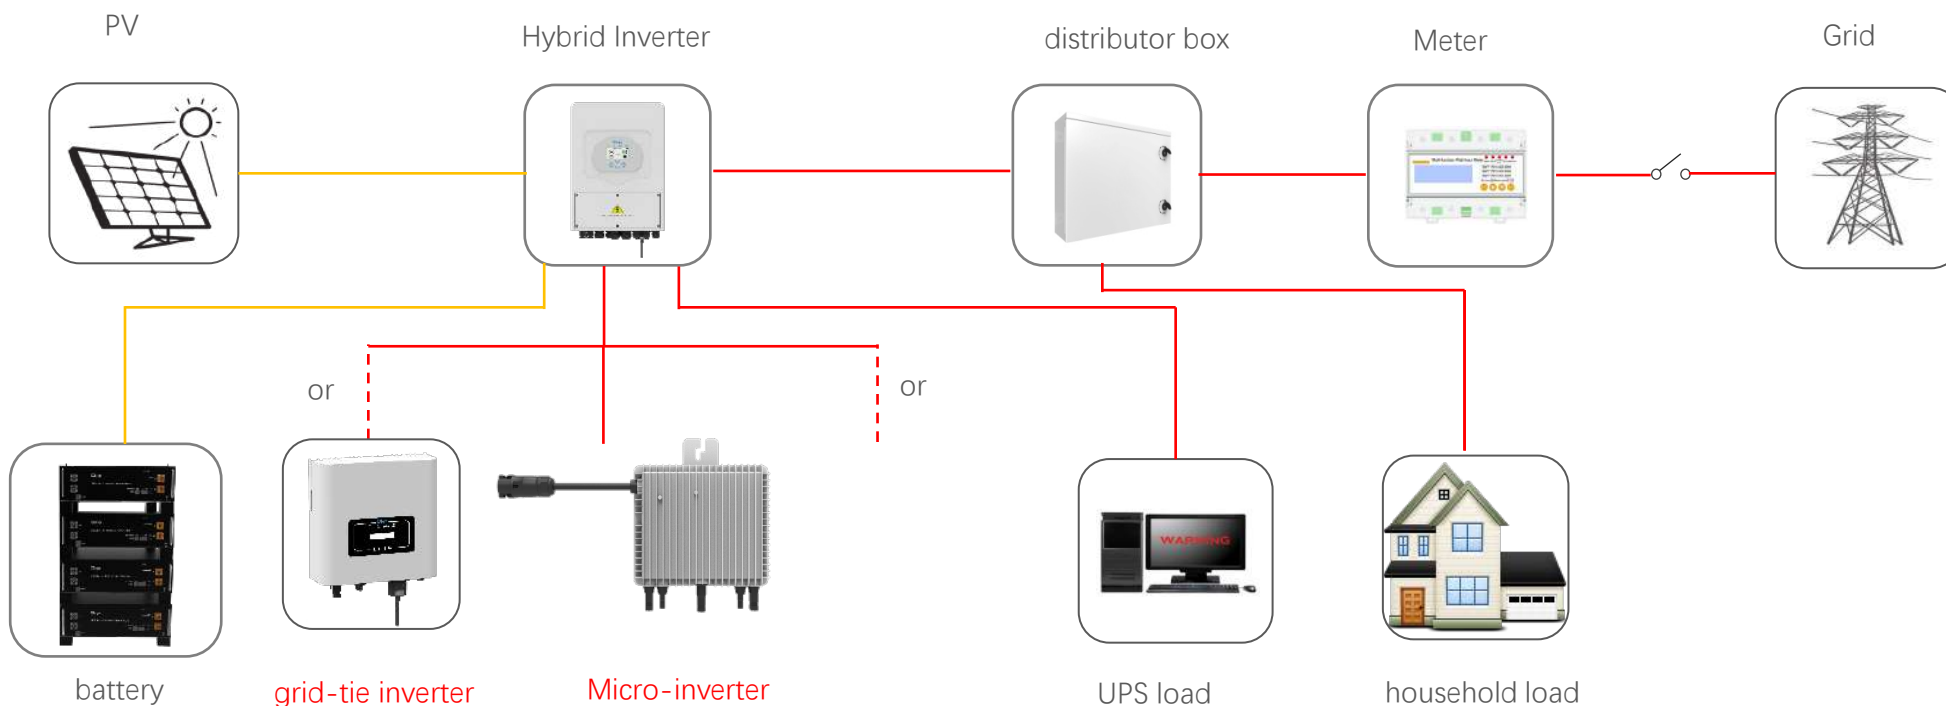 PV
Hybrid Inverter
distributor box
Meter
Grid
or
or
WARNING
battery
grid-tie inverter
Micro-inverter
UPS load
household load